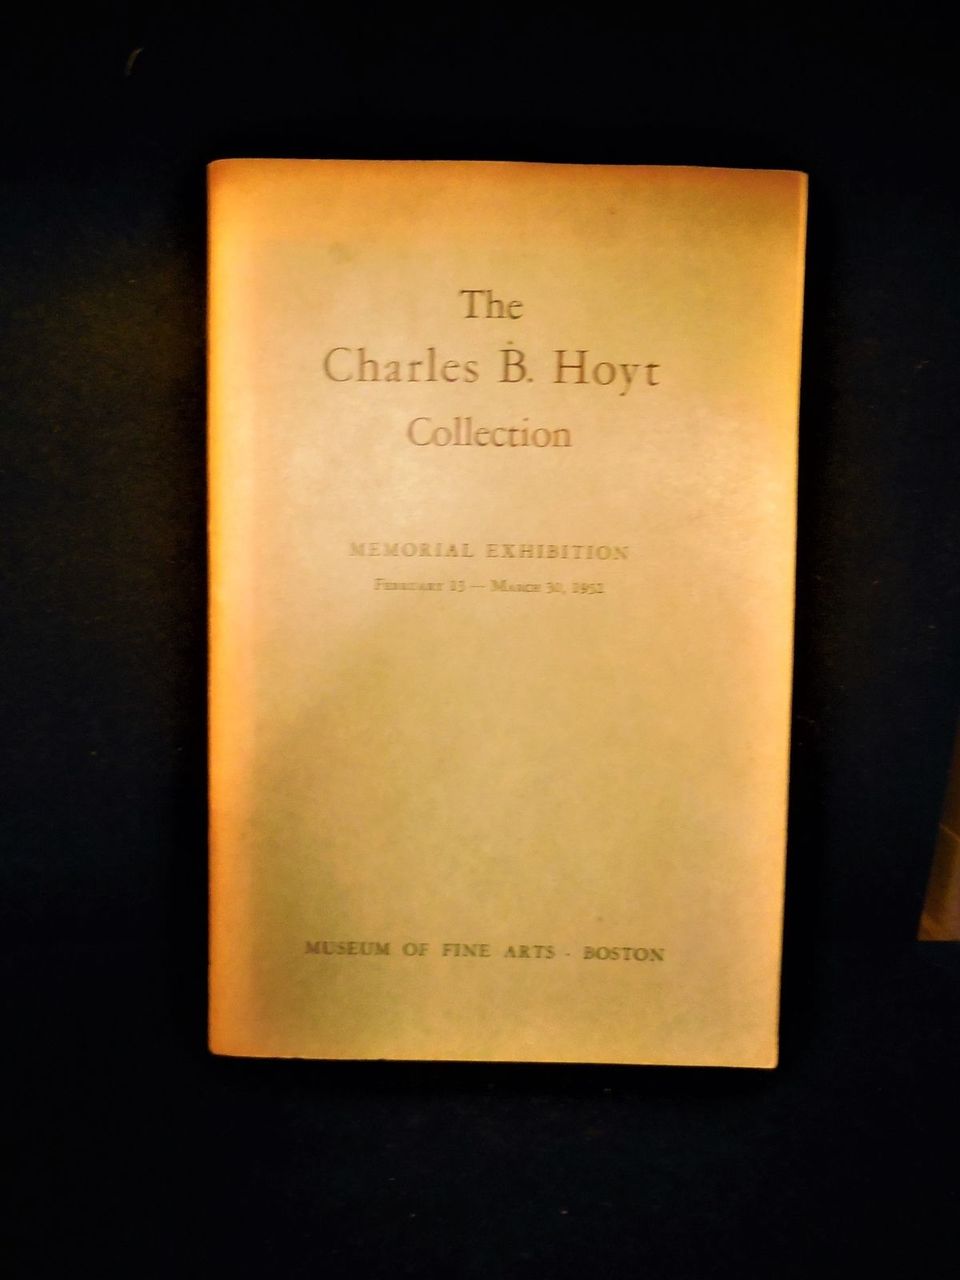 The
Charles B. Hoyt
Collection
MEMORIAL EXHIBITION
FEBRUARY 13 — MARCH 30, 1952
MUSEUM OF FINE ARTS · BOSTON